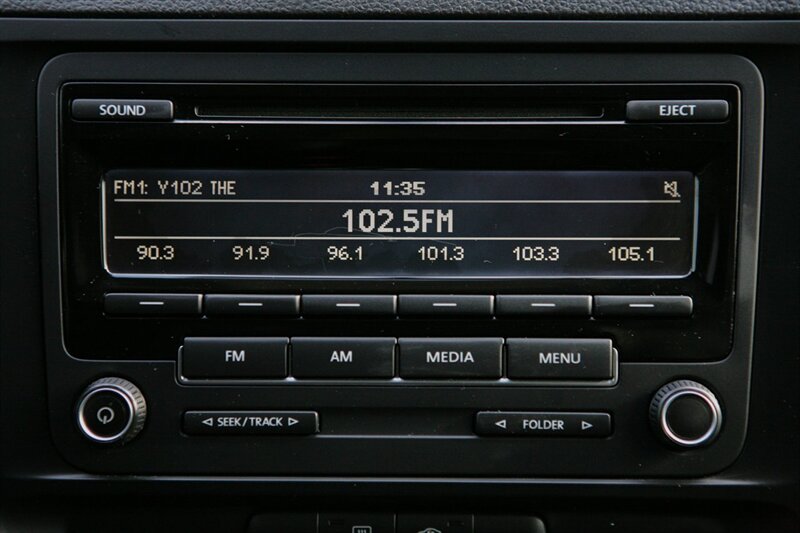 SOUND EJECT
FM1: Y102 THE 11:35
102.5FM
90.3 91.9 96.1 101.3 103.3 105.1
FM AM MEDIA MENU
◁ SEEK/TRACK ▷ ◁ FOLDER ▷